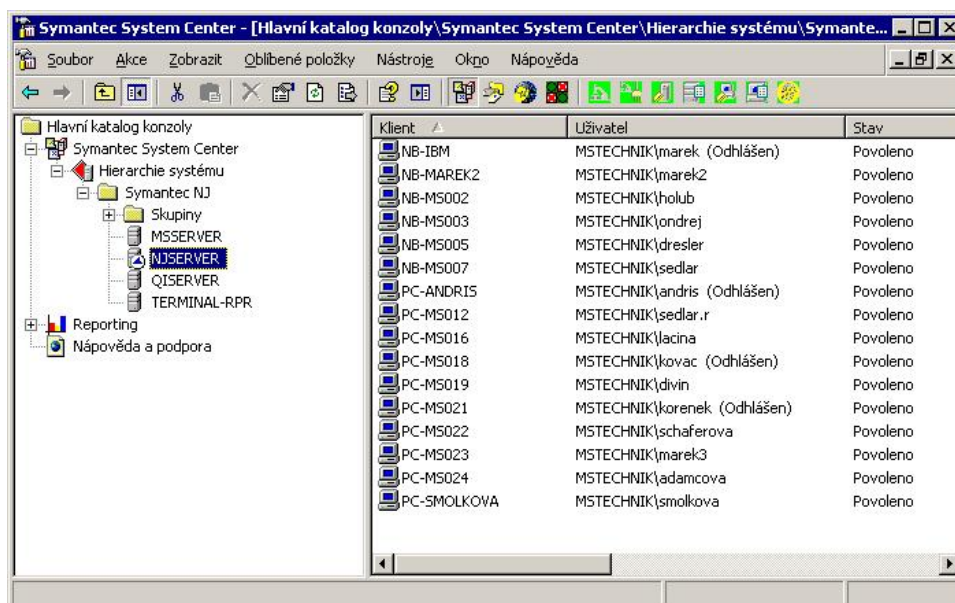 Symantec System Center - [Hlavní katalog konzoly\Symantec System Center\Hierarchie systému\Symante...
Soubor Akce Zobrazit Oblíbené položky Nástroje Okno Nápověda
Hlavní katalog konzoly
Symantec System Center
Hierarchie systému
Symantec NJ
Skupiny
MSSERVER
NJSERVER
QISERVER
TERMINAL-RPR
Reporting
Nápověda a podpora
Klient Uživatel Stav
NB-IBM MSTECHNIK\marek (Odhlášen) Povoleno
NB-MAREK2 MSTECHNIK\marek2 Povoleno
NB-MS002 MSTECHNIK\holub Povoleno
NB-MS003 MSTECHNIK\ondrej Povoleno
NB-MS005 MSTECHNIK\dresler Povoleno
NB-MS007 MSTECHNIK\sedlar Povoleno
PC-ANDRIS MSTECHNIK\andris (Odhlášen) Povoleno
PC-MS012 MSTECHNIK\sedlar.r Povoleno
PC-MS016 MSTECHNIK\lacina Povoleno
PC-MS018 MSTECHNIK\kovac (Odhlášen) Povoleno
PC-MS019 MSTECHNIK\divin Povoleno
PC-MS021 MSTECHNIK\korenek (Odhlášen) Povoleno
PC-MS022 MSTECHNIK\schaferova Povoleno
PC-MS023 MSTECHNIK\marek3 Povoleno
PC-MS024 MSTECHNIK\adamcova Povoleno
PC-SMOLKOVA MSTECHNIK\smolkova Povoleno